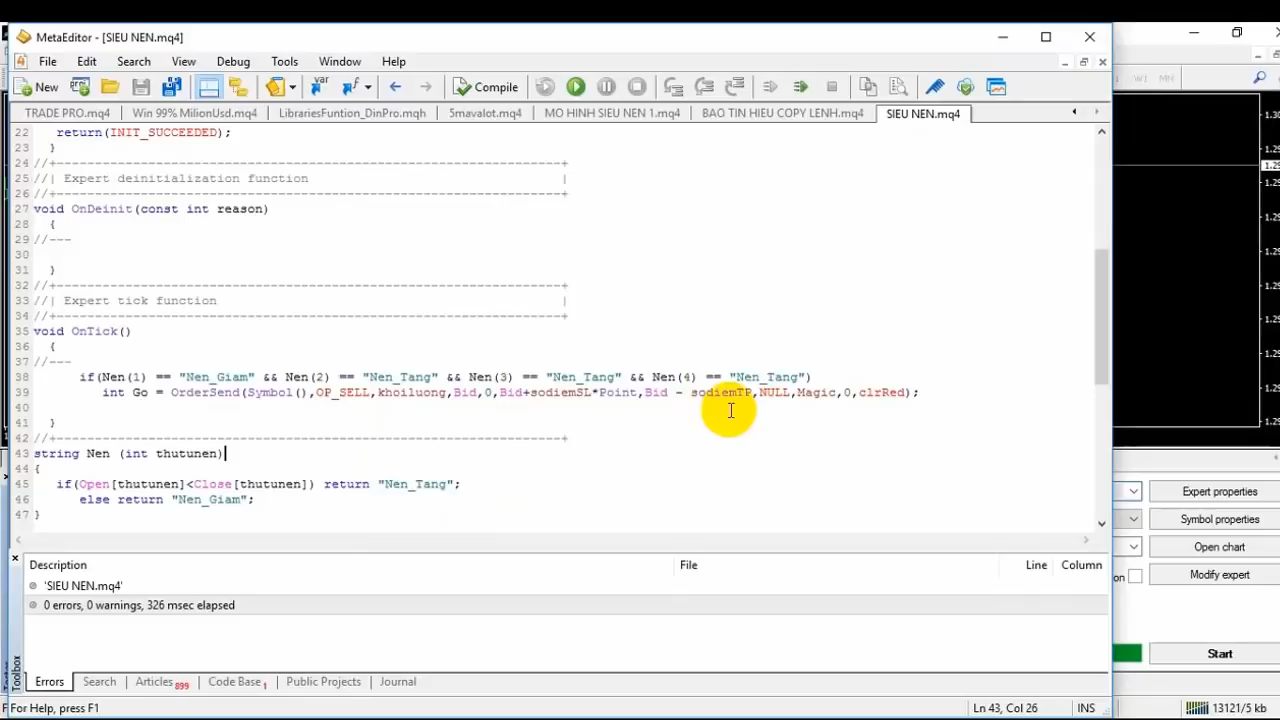 MetaEditor - [SIEU NEN.mq4]
File Edit Search View Debug Tools Window Help
New Compile
TRADE PRO.mq4 Win 99% MilionUsd.mq4 LibrariesFuntion_DinPro.mqh 5mavalot.mq4 MO HINH SIEU NEN 1.mq4 BAO TIN HIEU COPY LENH.mq4 SIEU NEN.mq4
22 return(INIT_SUCCEEDED);
23 }
24 //+------------------------------------------------------------------+
25 //| Expert deinitialization function |
26 //+------------------------------------------------------------------+
27 void OnDeinit(const int reason)
28 {
29 //---
30
31 }
32 //+------------------------------------------------------------------+
33 //| Expert tick function |
34 //+------------------------------------------------------------------+
35 void OnTick()
36 {
37 //---
38 if(Nen(1) == "Nen_Giam" && Nen(2) == "Nen_Tang" && Nen(3) == "Nen_Tang" && Nen(4) == "Nen_Tang")
39 int Go = OrderSend(Symbol(),OP_SELL,khoiluong,Bid,0,Bid+sodiemSL*Point,Bid - sodiemTP,NULL,Magic,0,clrRed);
40
41 }
42 //+------------------------------------------------------------------+
43 string Nen (int thutunen)
44 {
45 if(Open[thutunen]<Close[thutunen]) return "Nen_Tang";
46 else return "Nen_Giam";
47 }
Description File Line Column
'SIEU NEN.mq4'
0 errors, 0 warnings, 326 msec elapsed
Toolbox
Errors Search Articles 899 Code Base 1 Public Projects Journal
For Help, press F1 Ln 43, Col 26 INS
W1 MN
Expert properties
Symbol properties
Open chart
Modify expert
Start
13121/5 kb